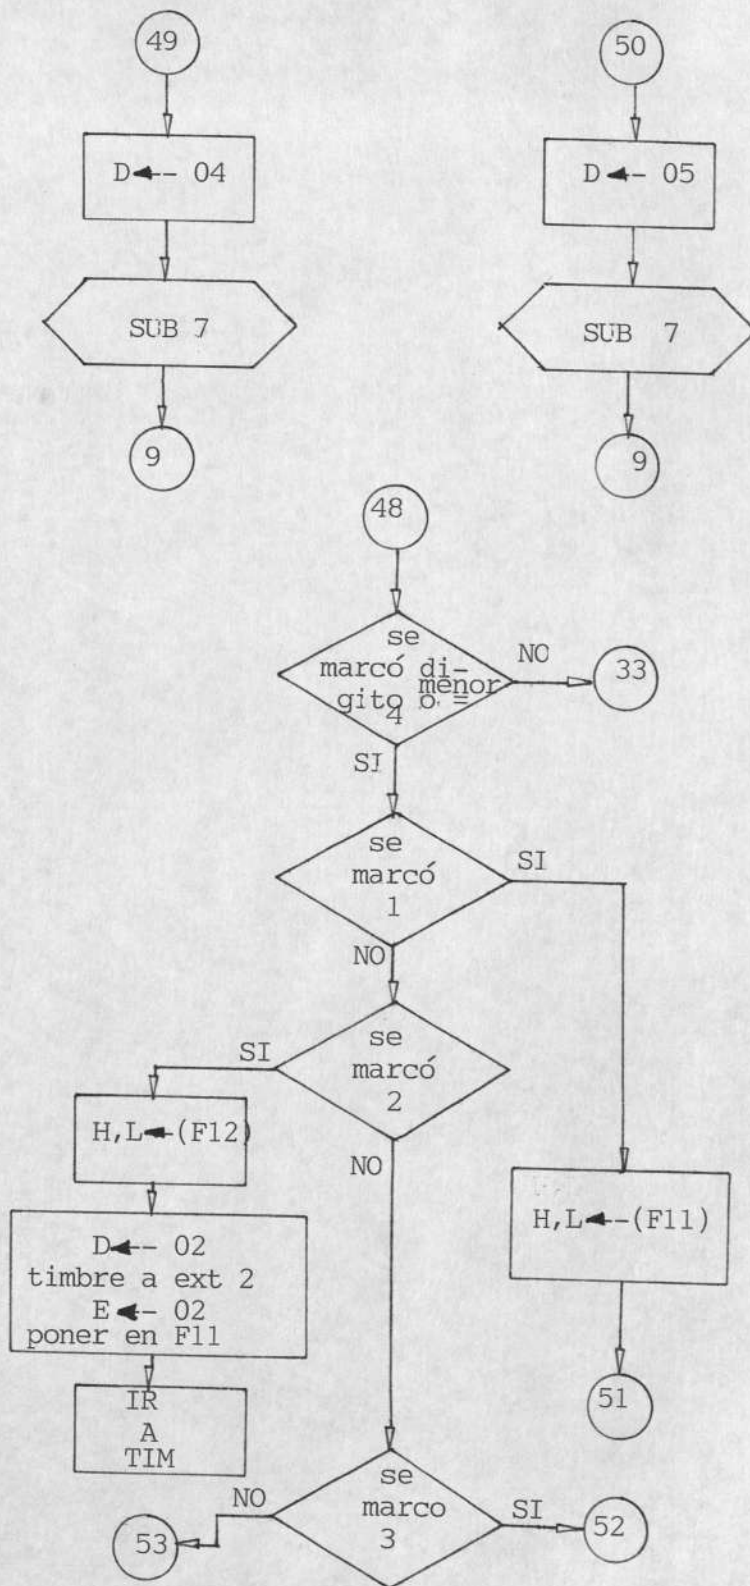 49
D ← 04
SUB 7
9
50
D ← 05
SUB 7
9
48
se
marcó di-
gito o =
menor
4
NO
33
SI
se
marcó
1
SI
NO
se
marcó
2
SI
H,L ← (F12)
D ← 02
timbre a ext 2
E ← 02
poner en F11
IR
A
TIM
NO
H,L ← (F11)
51
se
marco
3
NO
53
SI
52